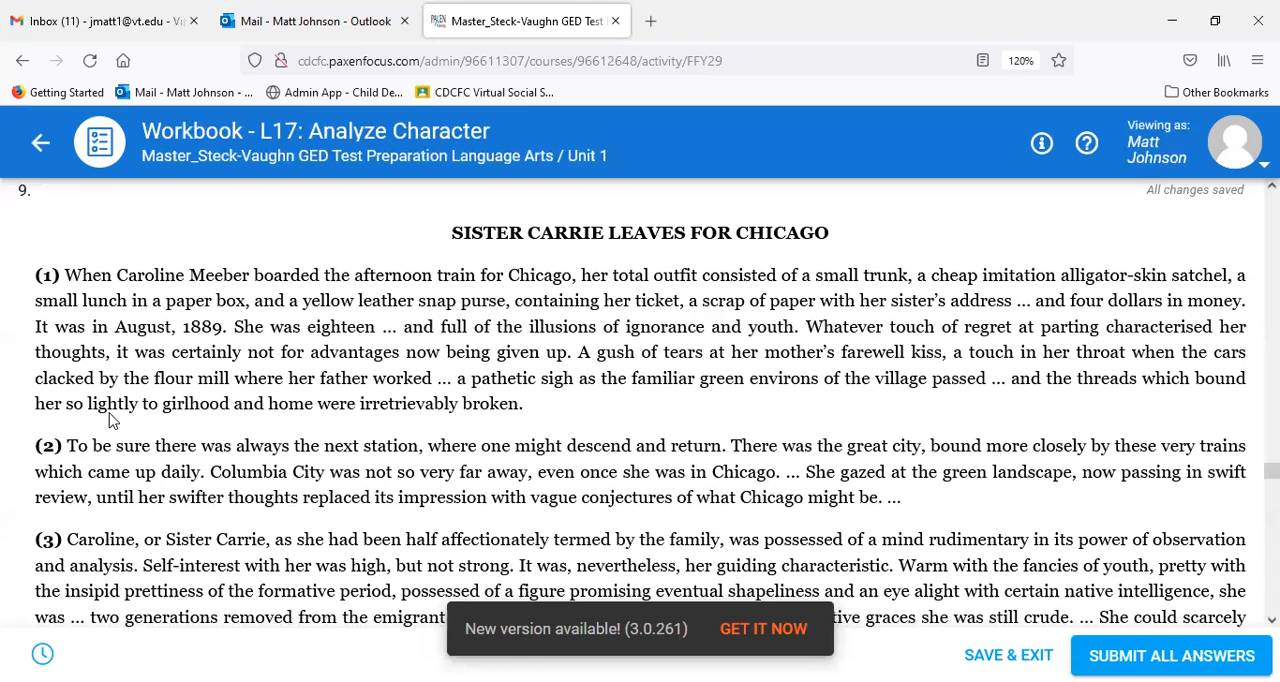 Inbox (11) - jmatt1@vt.edu - Vi
Mail - Matt Johnson - Outlook
Master_Steck-Vaughn GED Test
cdcfc.paxenfocus.com/admin/96611307/courses/96612648/activity/FFY29
120%
Getting Started
Mail - Matt Johnson - ...
Admin App - Child De...
CDCFC Virtual Social S...
Other Bookmarks
Workbook - L17: Analyze Character
Master_Steck-Vaughn GED Test Preparation Language Arts / Unit 1
Viewing as:
Matt
Johnson
9.
All changes saved
SISTER CARRIE LEAVES FOR CHICAGO
(1) When Caroline Meeber boarded the afternoon train for Chicago, her total outfit consisted of a small trunk, a cheap imitation alligator-skin satchel, a
small lunch in a paper box, and a yellow leather snap purse, containing her ticket, a scrap of paper with her sister's address ... and four dollars in money.
It was in August, 1889. She was eighteen ... and full of the illusions of ignorance and youth. Whatever touch of regret at parting characterised her
thoughts, it was certainly not for advantages now being given up. A gush of tears at her mother's farewell kiss, a touch in her throat when the cars
clacked by the flour mill where her father worked ... a pathetic sigh as the familiar green environs of the village passed ... and the threads which bound
her so lightly to girlhood and home were irretrievably broken.
(2) To be sure there was always the next station, where one might descend and return. There was the great city, bound more closely by these very trains
which came up daily. Columbia City was not so very far away, even once she was in Chicago. ... She gazed at the green landscape, now passing in swift
review, until her swifter thoughts replaced its impression with vague conjectures of what Chicago might be. ...
(3) Caroline, or Sister Carrie, as she had been half affectionately termed by the family, was possessed of a mind rudimentary in its power of observation
and analysis. Self-interest with her was high, but not strong. It was, nevertheless, her guiding characteristic. Warm with the fancies of youth, pretty with
the insipid prettiness of the formative period, possessed of a figure promising eventual shapeliness and an eye alight with certain native intelligence, she
was ... two generations removed from the emigrant
graces she was still crude. ... She could scarcely
New version available! (3.0.261)
GET IT NOW
SAVE & EXIT
SUBMIT ALL ANSWERS